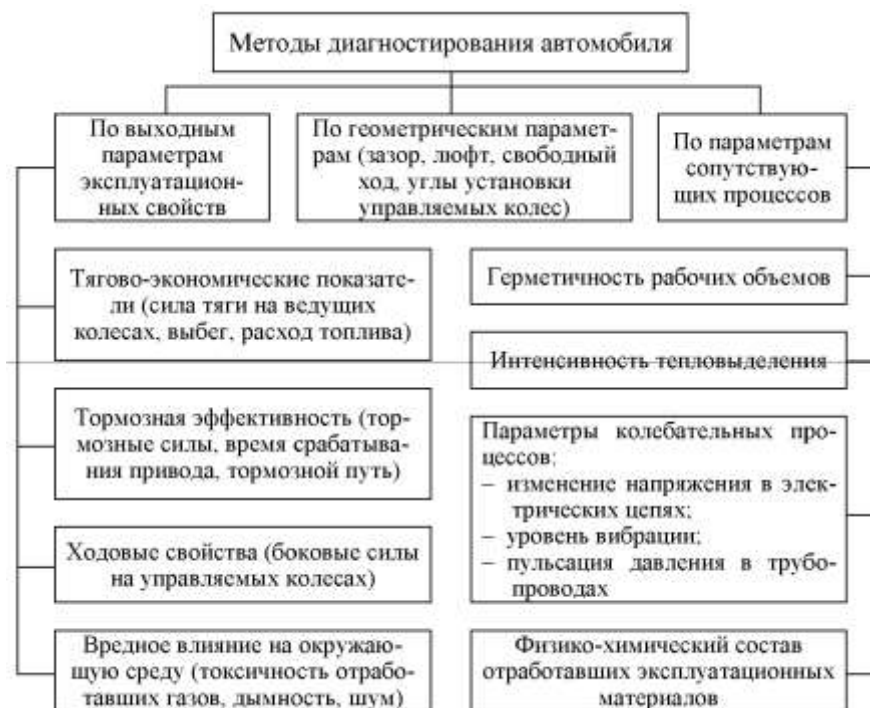 Методы диагностирования автомобиля
По выходным
параметрам
эксплуатацион-
ных свойств
По геометрическим парамет-
рам (зазор, люфт, свободный
ход, углы установки
управляемых колес)
По параметрам
сопутствую-
щих процессов
Тягово-экономические показате-
ли (сила тяги на ведущих
колесах, выбег, расход топлива)
Тормозная эффективность (тор-
мозные силы, время срабатыва-
ния привода, тормозной путь)
Ходовые свойства (боковые силы
на управляемых колесах)
Вредное влияние на окружаю-
щую среду (токсичность отрабо-
тавших газов, дымность, шум)
Герметичность рабочих объемов
Интенсивность тепловыделения
Параметры колебательных про-
цессов:
– изменение напряжения в элек-
трических цепях;
– уровень вибрации;
– пульсация давления в трубо-
проводах
Физико-химический состав
отработавших эксплуатационных
материалов